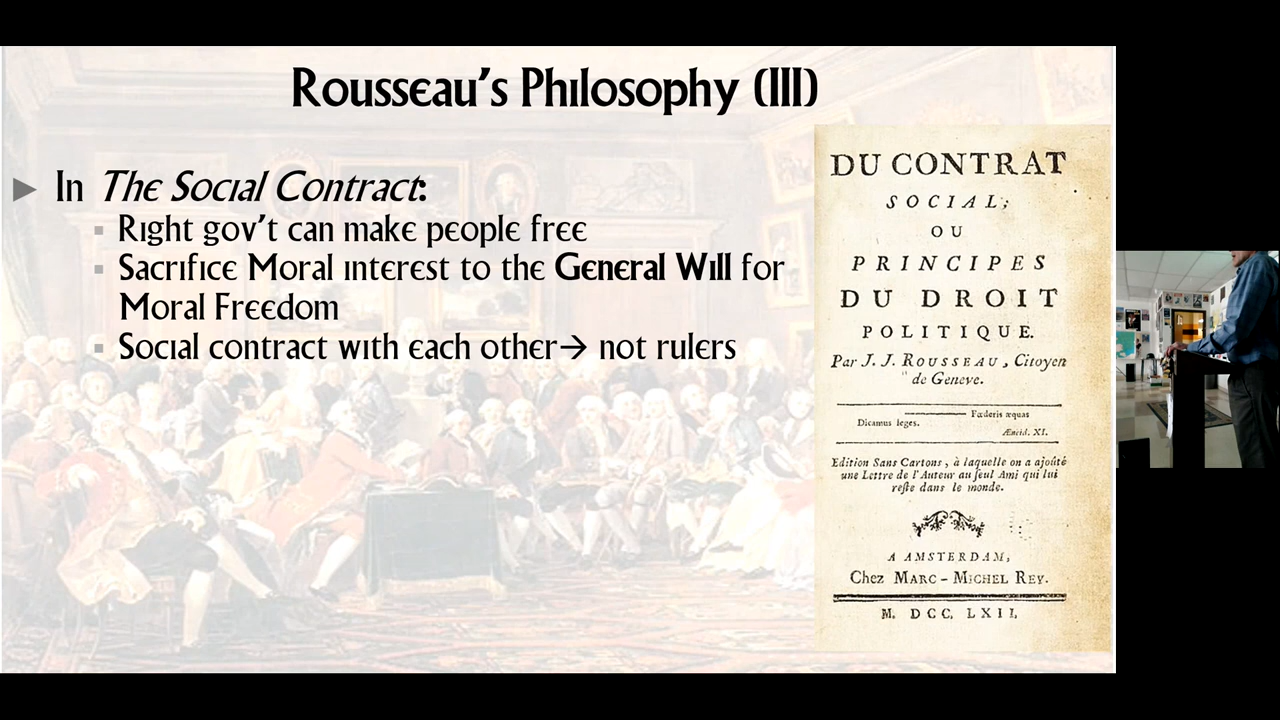 Rousseau's Philosophy (III)
In The Social Contract:
Right gov't can make people free
Sacrifice Moral interest to the General Will for
Moral Freedom
Social contract with each other→ not rulers
DU CONTRAT
SOCIAL;
OU
PRINCIPES
DU DROIT
POLITIQUE.
Par J. J. ROUSSEAU, Citoyen
de Geneve.
Fœderis æquas
Dicamus leges.
Æneid. XI.
Edition Sans Cartons, à laquelle on a ajoûté
une Lettre de l'Auteur au ſeul Ami qui lui
reſte dans le monde.
A AMSTERDAM,
Chez MARC-MICHEL REY.
M. DCC. LXII.